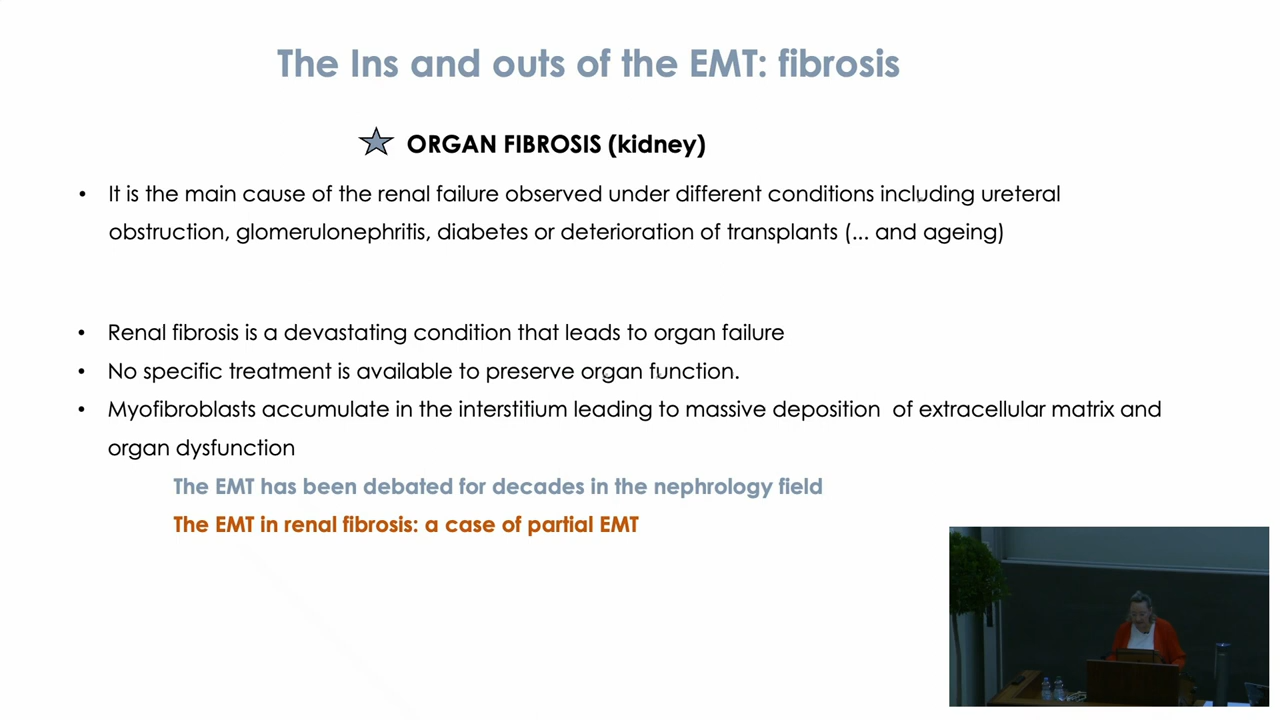 The Ins and outs of the EMT: fibrosis
ORGAN FIBROSIS (kidney)
• It is the main cause of the renal failure observed under different conditions including ureteral
obstruction, glomerulonephritis, diabetes or deterioration of transplants (... and ageing)
• Renal fibrosis is a devastating condition that leads to organ failure
• No specific treatment is available to preserve organ function.
• Myofibroblasts accumulate in the interstitium leading to massive deposition of extracellular matrix and
organ dysfunction
The EMT has been debated for decades in the nephrology field
The EMT in renal fibrosis: a case of partial EMT